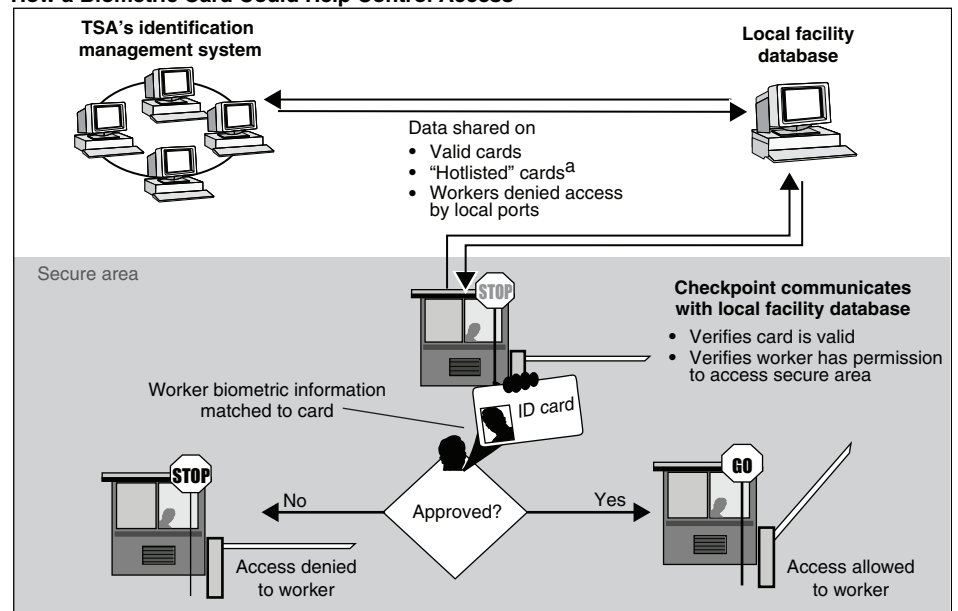 How a Biometric Card Could Help Control Access
TSA's identification
management system
Local facility
database
Data shared on
• Valid cards
• "Hotlisted" cardsa
• Workers denied access
by local ports
Secure area
STOP
Checkpoint communicates
with local facility database
• Verifies card is valid
• Verifies worker has permission
to access secure area
Worker biometric information
matched to card
ID card
STOP
GO
No
Approved?
Yes
Access denied
to worker
Access allowed
to worker